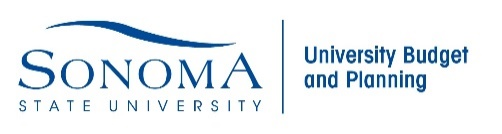 SONOMA
STATE UNIVERSITY
University Budget
and Planning